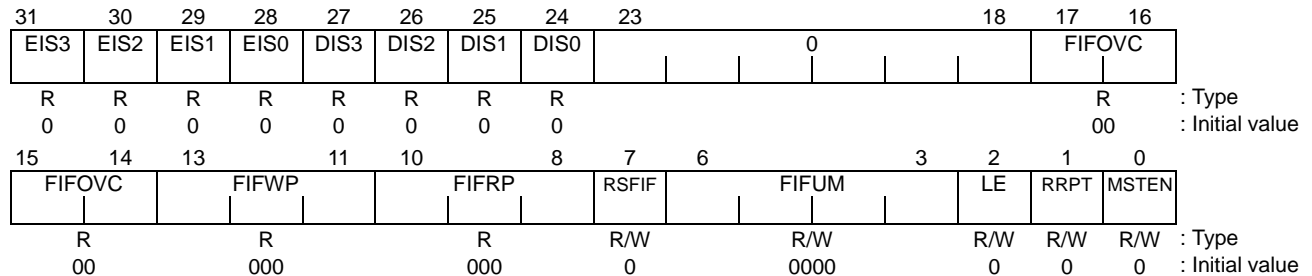 31 30 29 28 27 26 25 24 23 18 17 16
EIS3 EIS2 EIS1 EIS0 DIS3 DIS2 DIS1 DIS0 0 FIFOVC
R R R R R R R R R : Type
0 0 0 0 0 0 0 0 00 : Initial value
15 14 13 11 10 8 7 6 3 2 1 0
FIFOVC FIFWP FIFRP RSFIF FIFUM LE RRPT MSTEN
R R R R/W R/W R/W R/W R/W : Type
00 000 000 0 0000 0 0 0 : Initial value